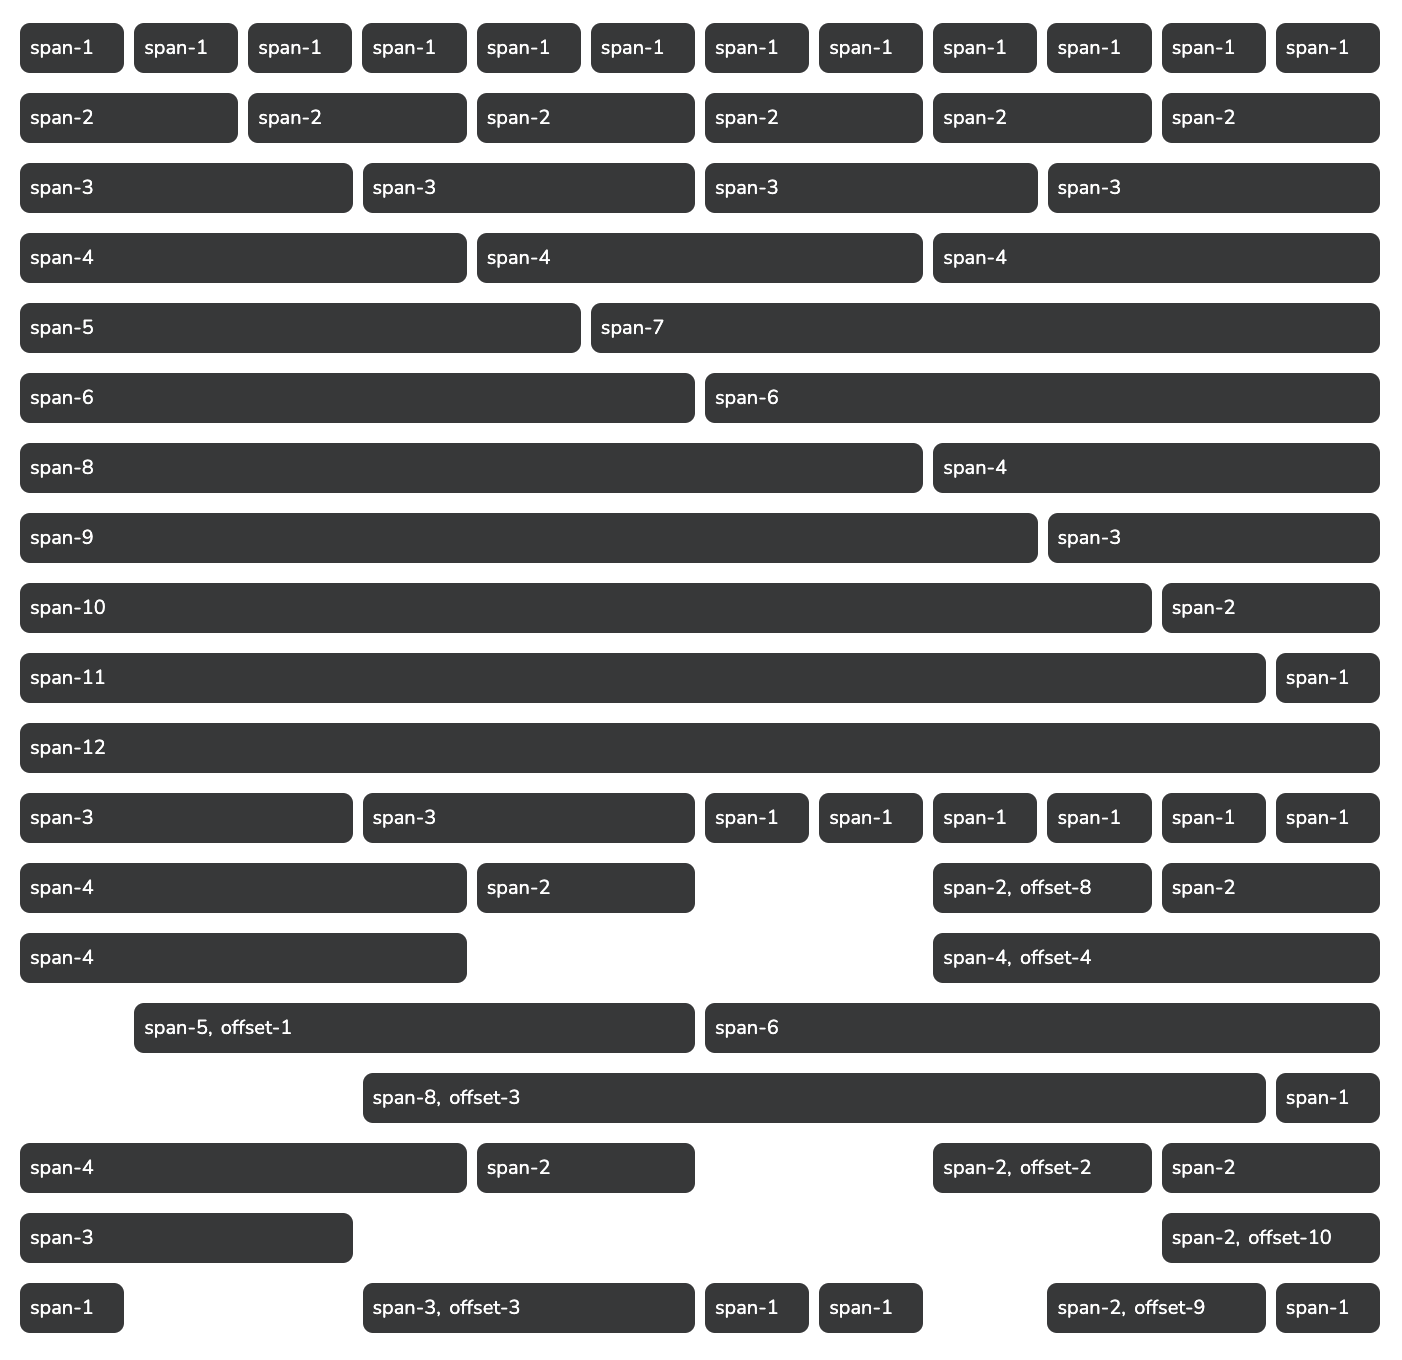 span-1 span-1 span-1 span-1 span-1 span-1 span-1 span-1 span-1 span-1 span-1 span-1
span-2 span-2 span-2 span-2 span-2 span-2
span-3 span-3 span-3 span-3
span-4 span-4 span-4
span-5 span-7
span-6 span-6
span-8 span-4
span-9 span-3
span-10 span-2
span-11 span-1
span-12
span-3 span-3 span-1 span-1 span-1 span-1 span-1 span-1
span-4 span-2 span-2, offset-8 span-2
span-4 span-4, offset-4
span-5, offset-1 span-6
span-8, offset-3 span-1
span-4 span-2 span-2, offset-2 span-2
span-3 span-2, offset-10
span-1 span-3, offset-3 span-1 span-1 span-2, offset-9 span-1